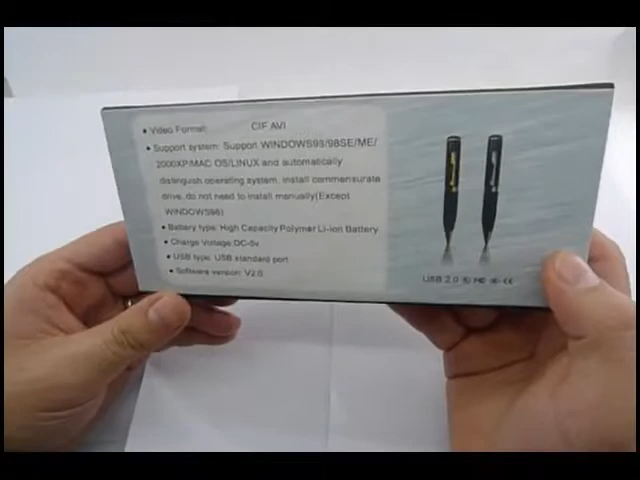 • Video Format: CIF AVI
• Support system: Support WINDOWS98/98SE/ME/
2000XP/MAC OS/LINUX and automatically
distinguish operating system, install commensurate
drive, do not need to install manually(Except
WINDOWS98)
• Battery type: High Capacity Polymer Li-ion Battery
• Charge Voltage:DC-5v
• USB type: USB standard port
• Software version: V2.0
USB 2.0